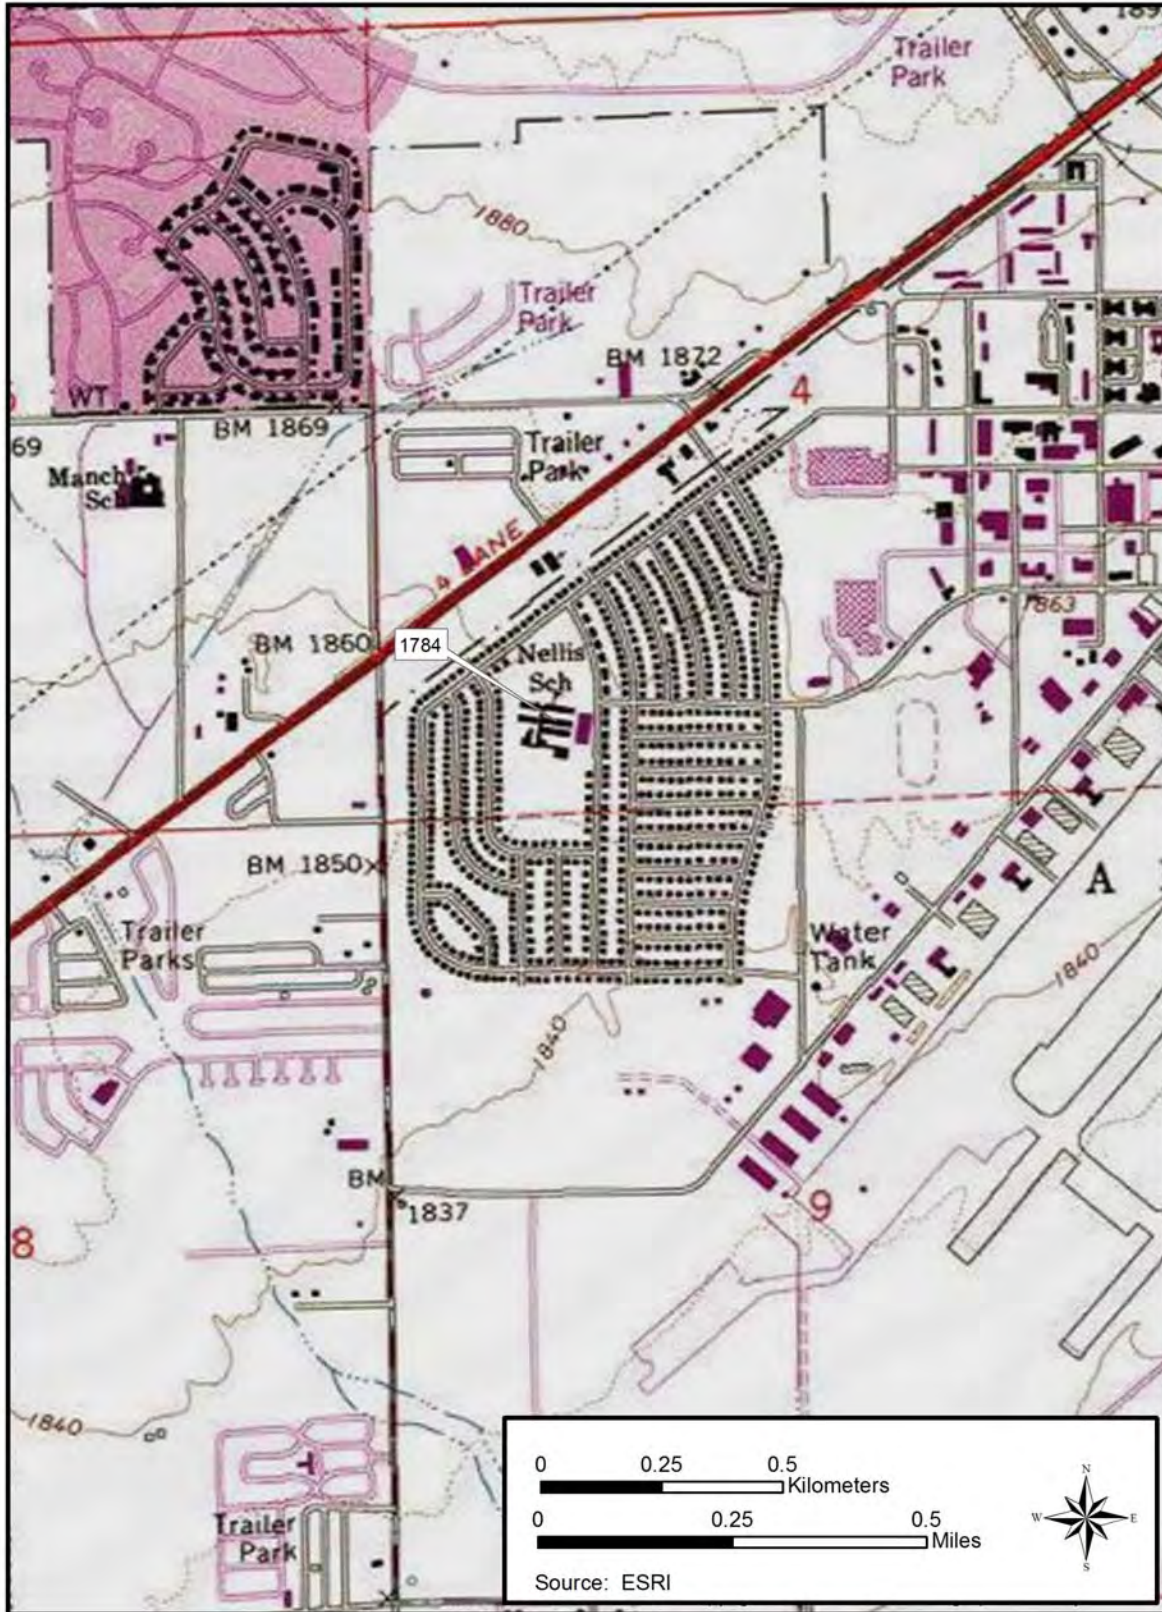 189
Trailer
Park
1880
Trailer
Park
BM 1872
4
WT
BM 1869
69
Trailer
Park
Manch
Sch
4 LANE
1863
BM 1860
1784
Nellis
Sch
BM 1850
A
Trailer
Parks
Water
Tank
1840
1840
BM
1837
9
8
1840
Trailer
Park
0 0.25 0.5
Kilometers
0 0.25 0.5
Miles
Source: ESRI
N
W E
S